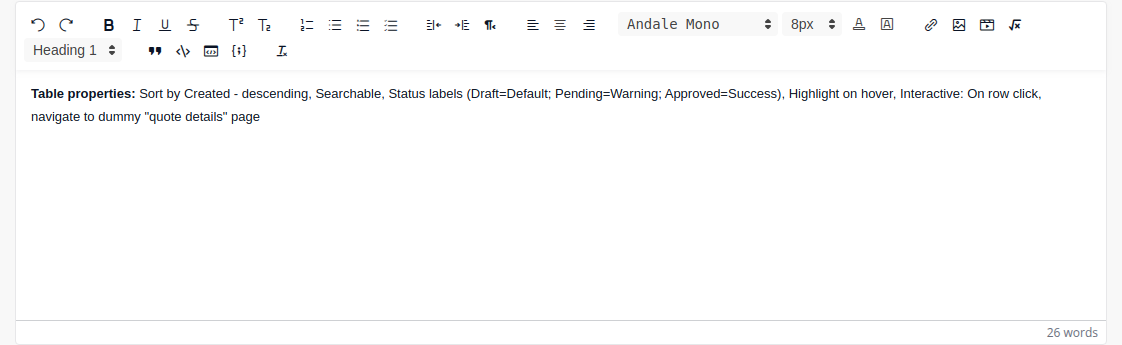 B I U S T² T₂ Andale Mono 8px A A
Heading 1
Table properties: Sort by Created - descending, Searchable, Status labels (Draft=Default; Pending=Warning; Approved=Success), Highlight on hover, Interactive: On row click,
navigate to dummy "quote details" page
26 words